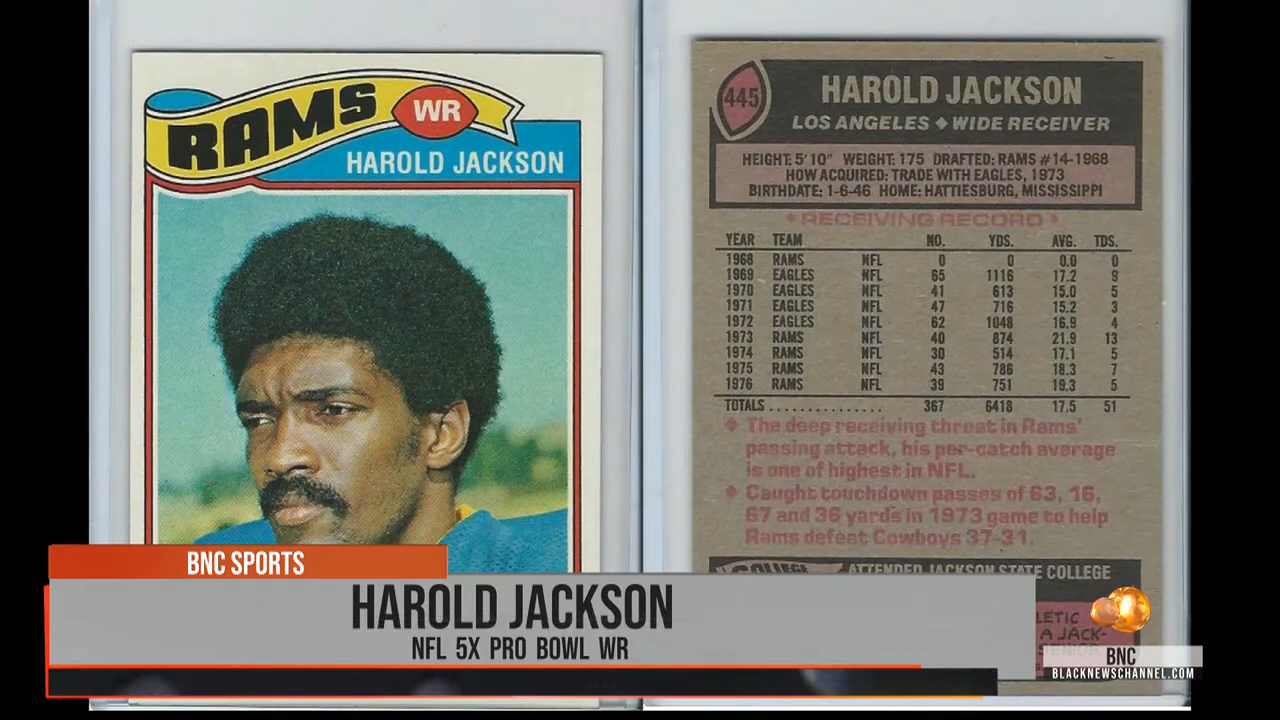 RAMS
WR
HAROLD JACKSON
445
HAROLD JACKSON
LOS ANGELES ◆ WIDE RECEIVER
HEIGHT: 5'10" WEIGHT: 175 DRAFTED: RAMS #14-1968
HOW ACQUIRED: TRADE WITH EAGLES, 1973
BIRTHDATE: 1-6-46 HOME: HATTIESBURG, MISSISSIPPI
* RECEIVING RECORD *
YEAR TEAM NO. YDS. AVG. TDS.
1968 RAMS NFL 0 0 0.0 0
1969 EAGLES NFL 65 1116 17.2 9
1970 EAGLES NFL 41 613 15.0 5
1971 EAGLES NFL 47 716 15.2 3
1972 EAGLES NFL 62 1048 16.9 4
1973 RAMS NFL 40 874 21.9 13
1974 RAMS NFL 30 514 17.1 5
1975 RAMS NFL 43 786 18.3 7
1976 RAMS NFL 39 751 19.3 5
TOTALS ............... 367 6418 17.5 51
◆ The deep receiving threat in Rams'
passing attack, his per-catch average
is one of highest in NFL.
◆ Caught touchdown passes of 63, 16,
67 and 36 yards in 1973 game to help
Rams defeat Cowboys 37-31.
COLLEGE ATTENDED JACKSON STATE COLLEGE
A JACK-
BNC SPORTS
HAROLD JACKSON
NFL 5X PRO BOWL WR
BNC
BLACKNEWSCHANNEL.COM